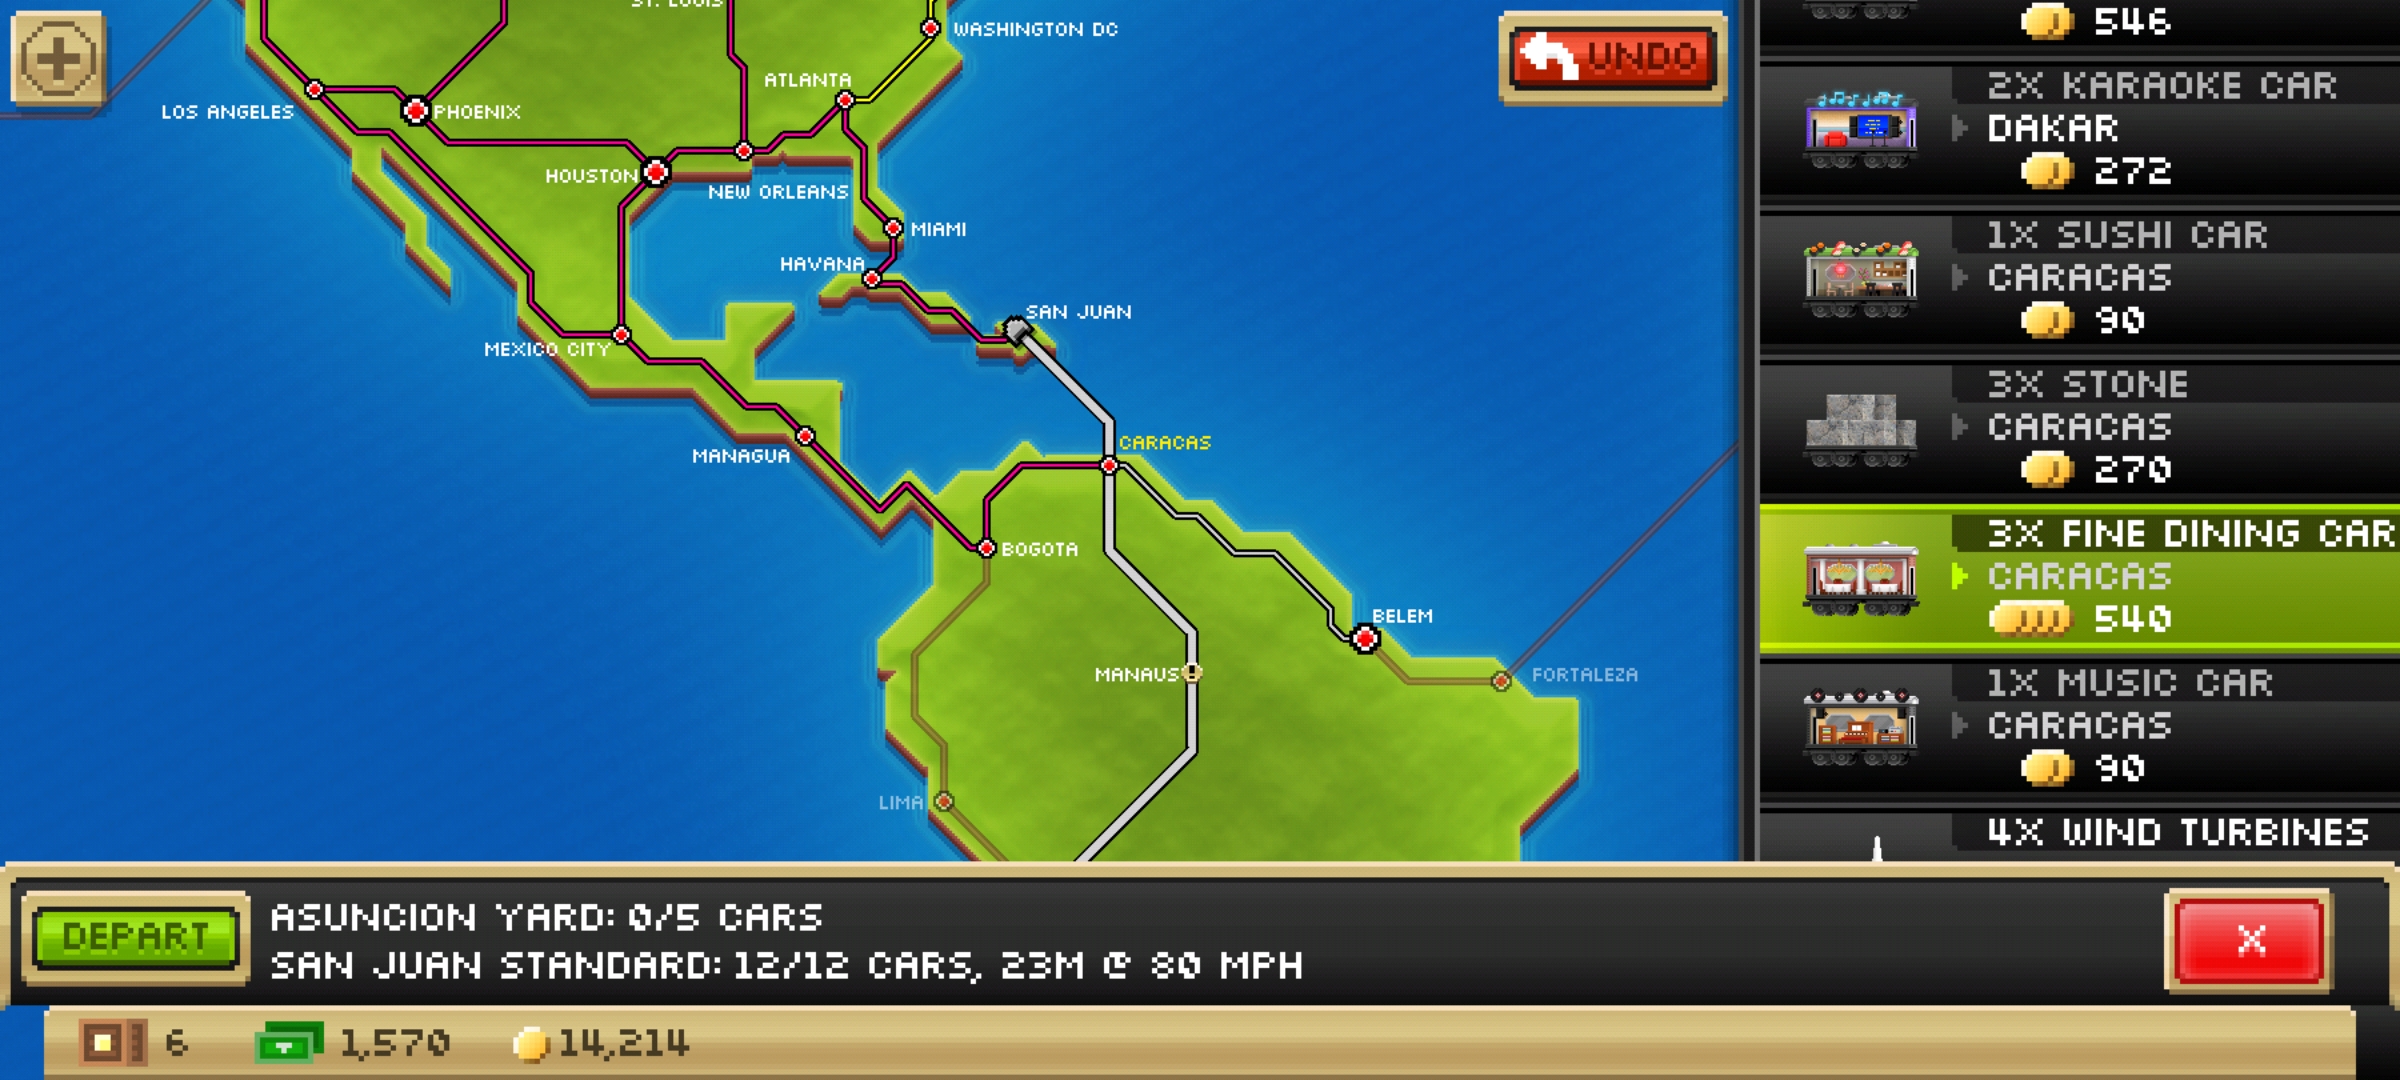 ST. LOUIS
WASHINGTON DC
UNDO
ATLANTA
LOS ANGELES
PHOENIX
HOUSTON
NEW ORLEANS
MIAMI
HAVANA
SAN JUAN
MEXICO CITY
MANAGUA
CARACAS
BOGOTA
BELEM
MANAUS
FORTALEZA
LIMA
546
2X KARAOKE CAR
DAKAR
272
1X SUSHI CAR
CARACAS
90
3X STONE
CARACAS
270
3X FINE DINING CAR
CARACAS
540
1X MUSIC CAR
CARACAS
90
4X WIND TURBINES
DEPART
ASUNCION YARD: 0/5 CARS
SAN JUAN STANDARD: 12/12 CARS, 23M @ 80 MPH
X
6
1,570
14,214